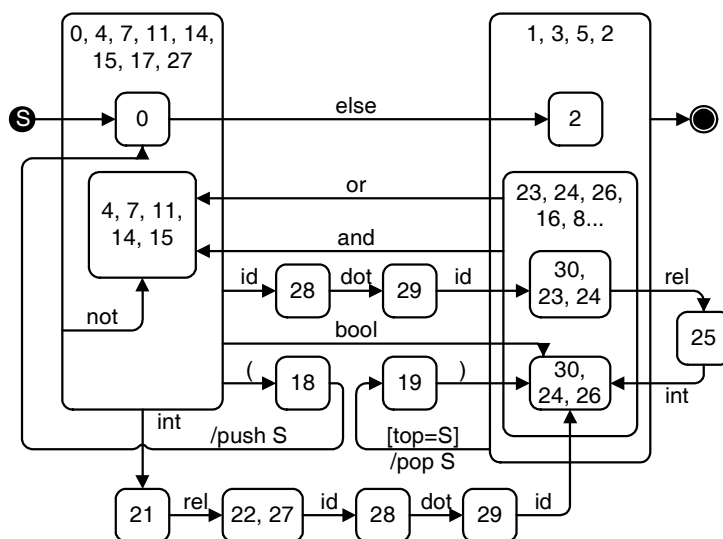 0, 4, 7, 11, 14,
15, 17, 27
1, 3, 5, 2
S
0
else
2
or
23, 24, 26,
16, 8...
4, 7, 11,
14, 15
and
id
28
dot
29
id
30,
23, 24
rel
not
bool
25
(
18
19
)
30,
24, 26
int
int
/push S
[top=S]
/pop S
21
rel
22, 27
id
28
dot
29
id